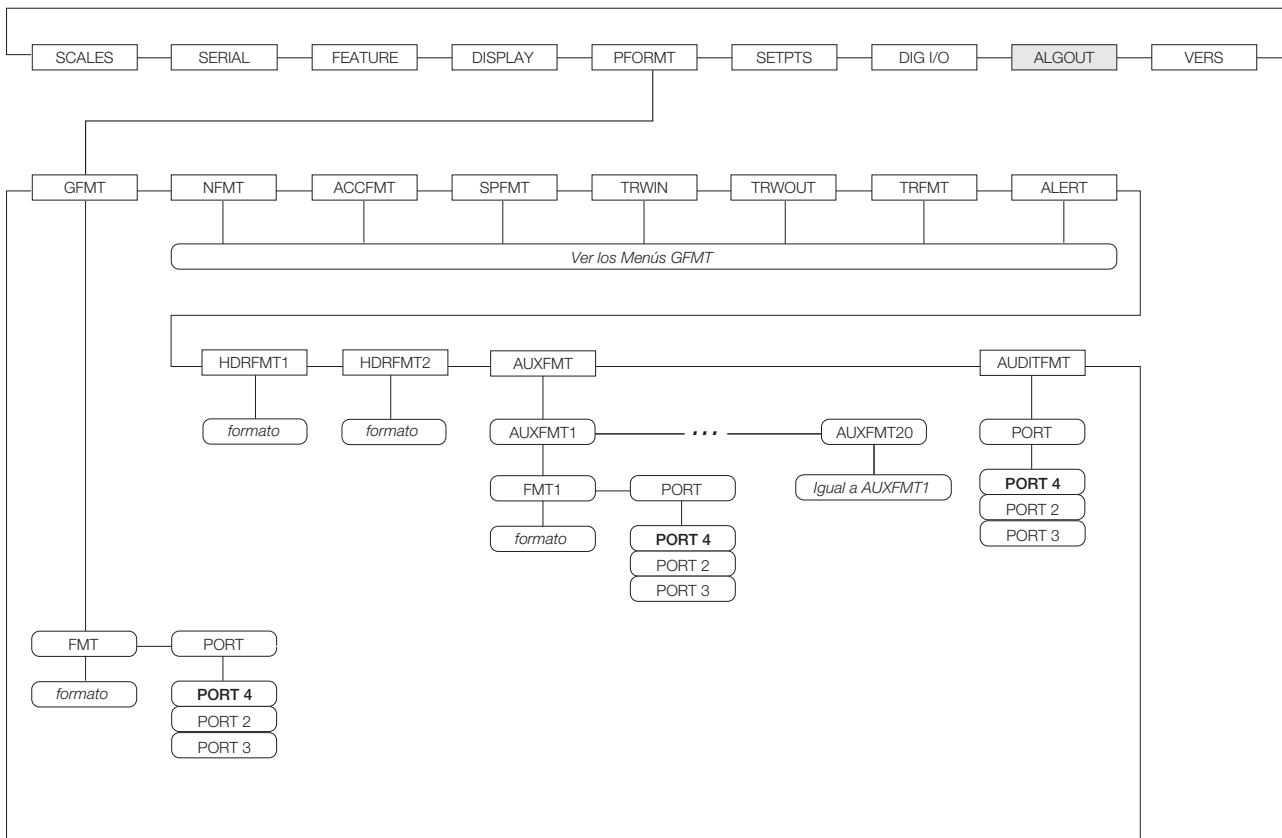 SCALES SERIAL FEATURE DISPLAY PFORMT SETPTS DIG I/O ALGOUT VERS
GFMT NFMT ACCFMT SPFMT TRWIN TRWOUT TRFMT ALERT
Ver los Menús GFMT
HDRFMT1 HDRFMT2 AUXFMT AUDITFMT
formato formato AUXFMT1 ... AUXFMT20 PORT
FMT1 PORT Igual a AUXFMT1 PORT 4
PORT 2
formato PORT 4 PORT 3
PORT 2
PORT 3
FMT PORT
formato PORT 4
PORT 2
PORT 3